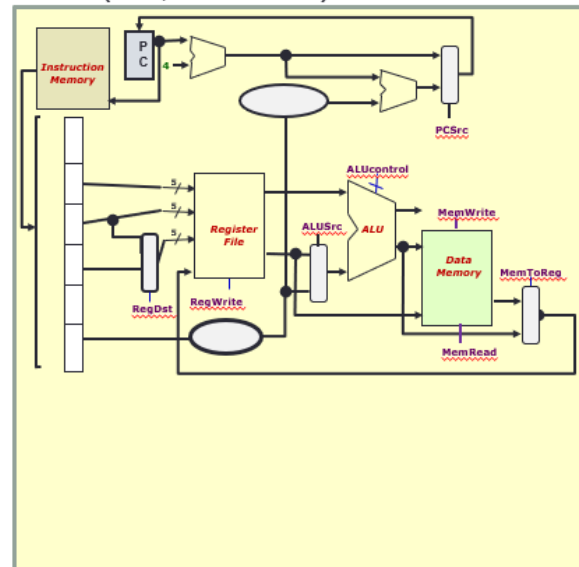 P
C
Instruction
Memory
4
PCSrc
ALUcontrol
5
5
5
Register
File
ALUSrc
ALU
MemWrite
Data
Memory
MemToReg
RegDst
RegWrite
MemRead